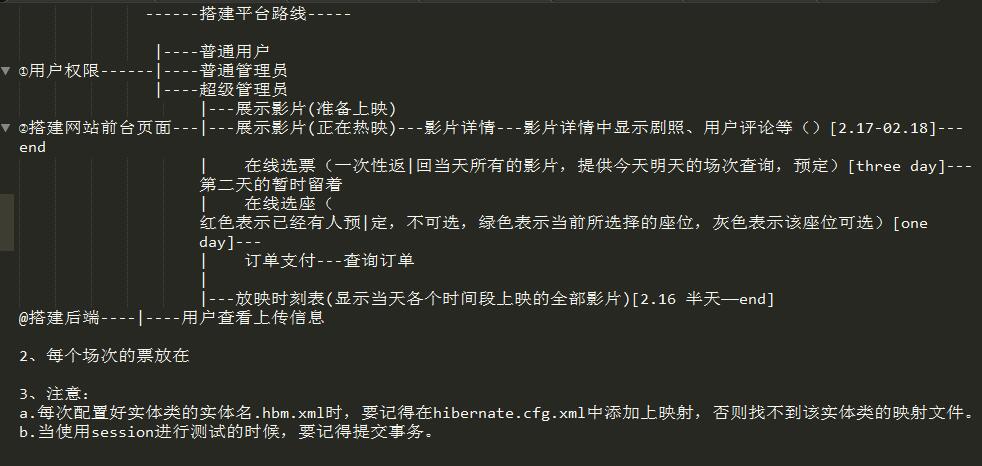 ------搭建平台路线-----
|----普通用户
①用户权限------|----普通管理员
|----超级管理员
|---展示影片(准备上映)
②搭建网站前台页面---|---展示影片(正在热映)---影片详情---影片详情中显示剧照、用户评论等（）[2.17-02.18]---
end
|    在线选票（一次性返|回当天所有的影片，提供今天明天的场次查询，预定）[three day]---
第二天的暂时留着
|    在线选座（
红色表示已经有人预|定，不可选，绿色表示当前所选择的座位，灰色表示该座位可选）[one
day]---
|    订单支付---查询订单
|
|---放映时刻表(显示当天各个时间段上映的全部影片)[2.16 半天——end]
@搭建后端----|----用户查看上传信息
2、每个场次的票放在
3、注意：
a.每次配置好实体类的实体名.hbm.xml时，要记得在hibernate.cfg.xml中添加上映射，否则找不到该实体类的映射文件。
b.当使用session进行测试的时候，要记得提交事务。